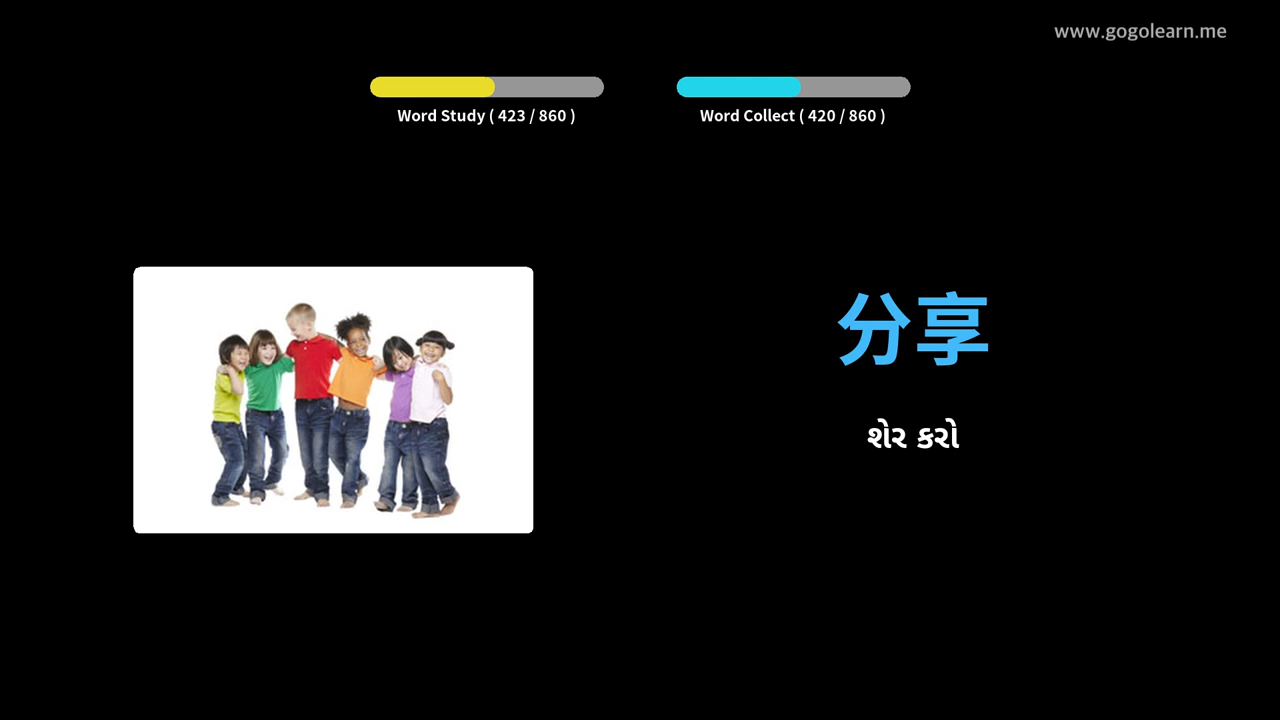 www.gogolearn.me
Word Study ( 423 / 860 )
Word Collect ( 420 / 860 )
分享
શેર કરો